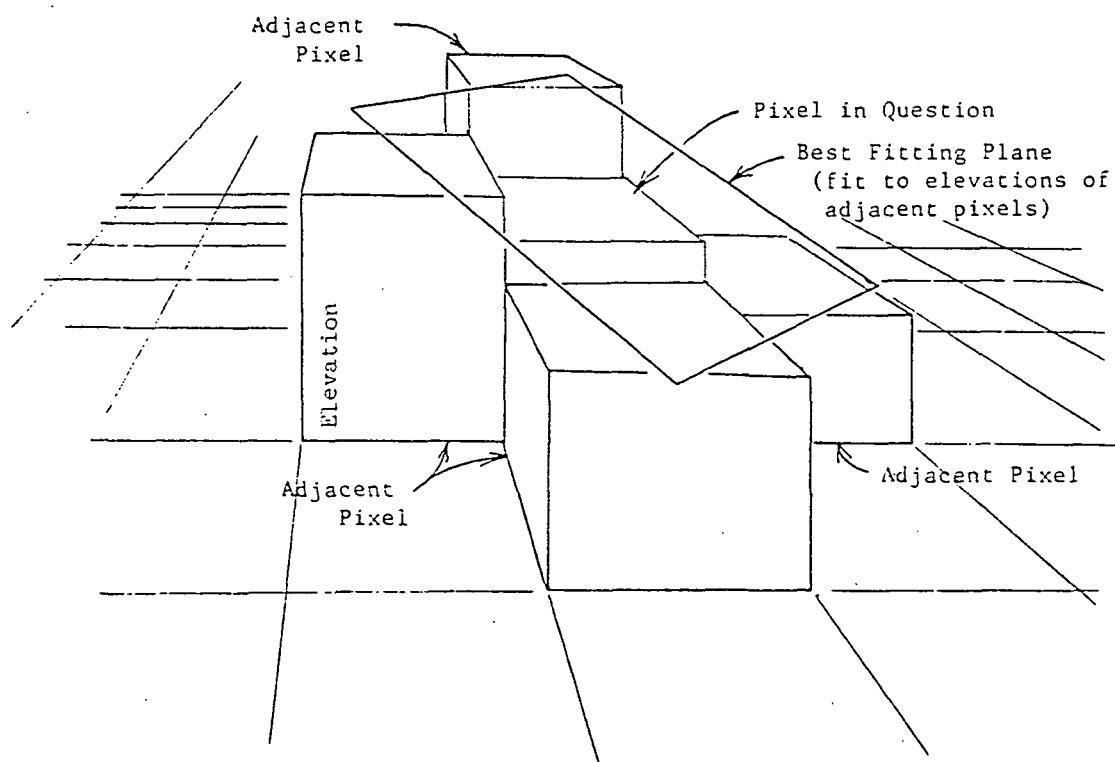 Adjacent
Pixel
Pixel in Question
Best Fitting Plane
(fit to elevations of
adjacent pixels)
Elevation
Adjacent
Pixel
Adjacent Pixel